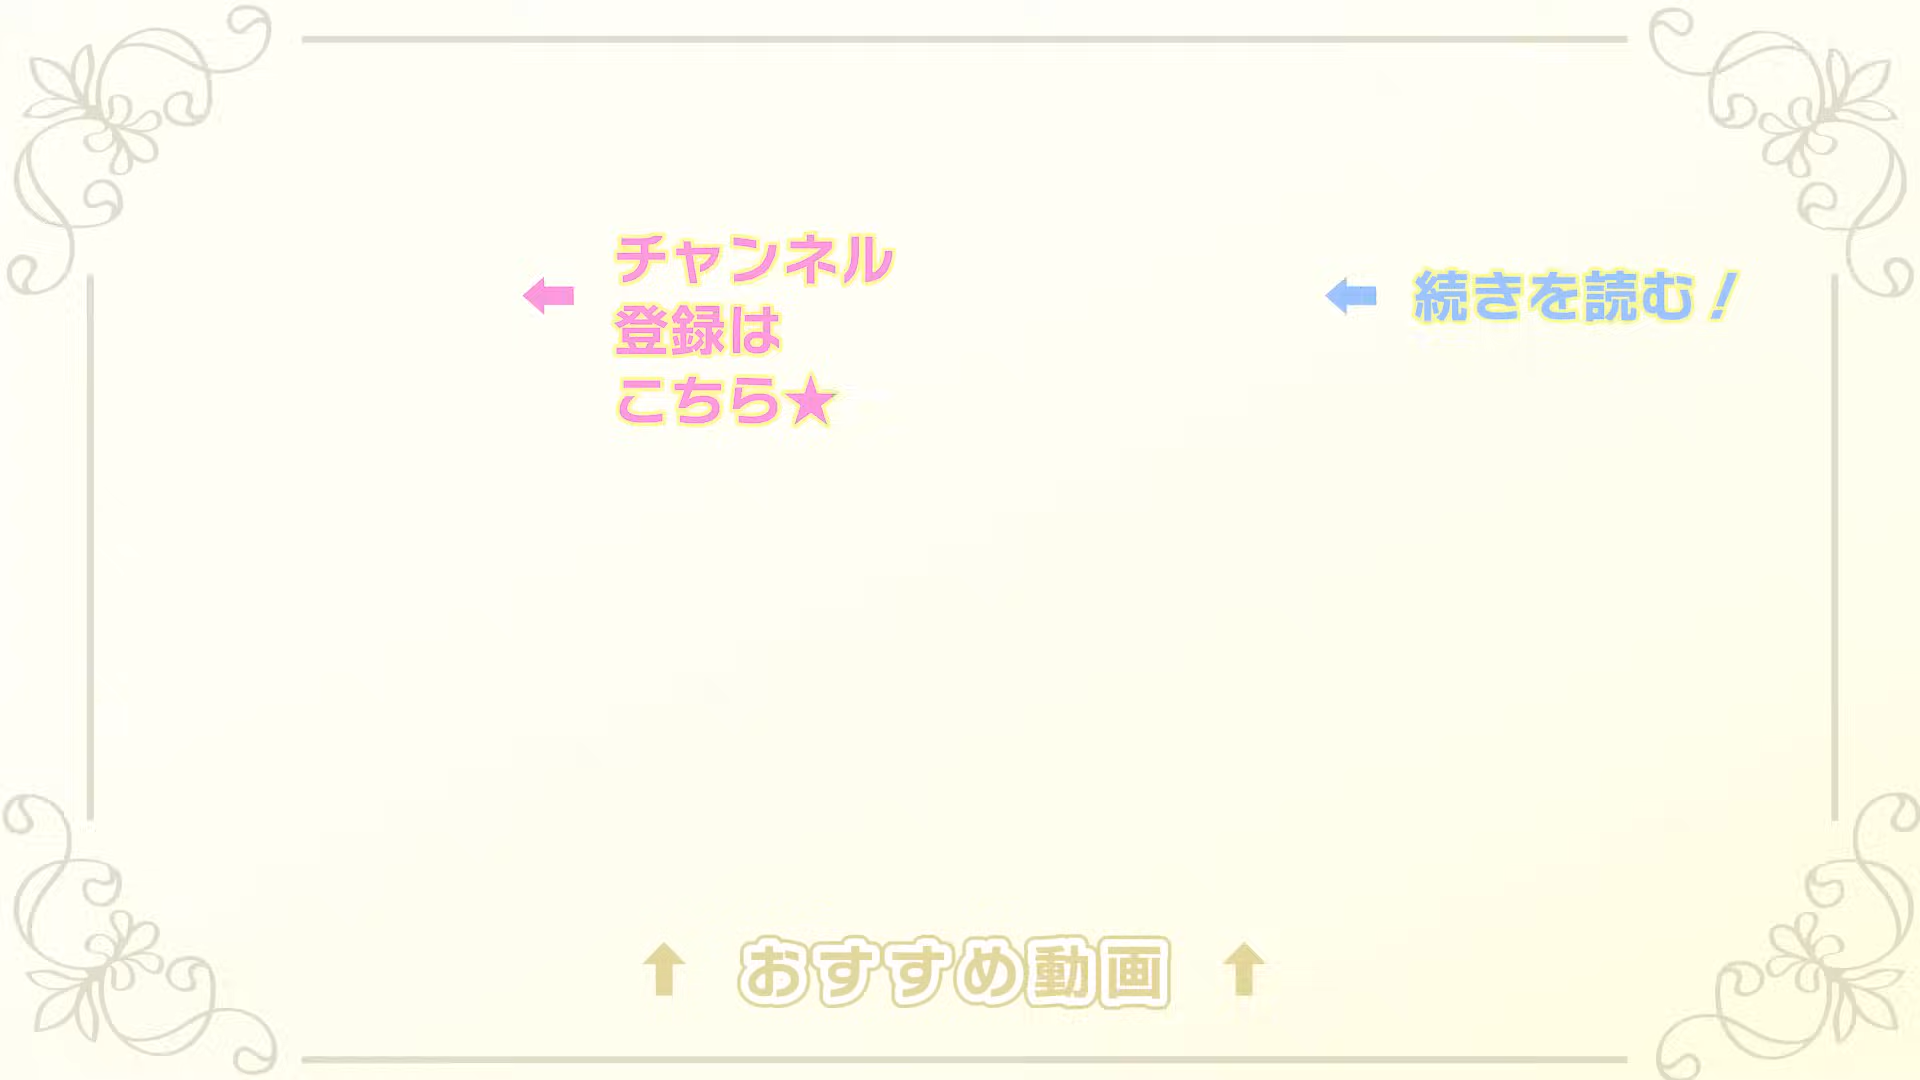 チャンネル
登録は
こちら★
続きを読む！
おすすめ動画